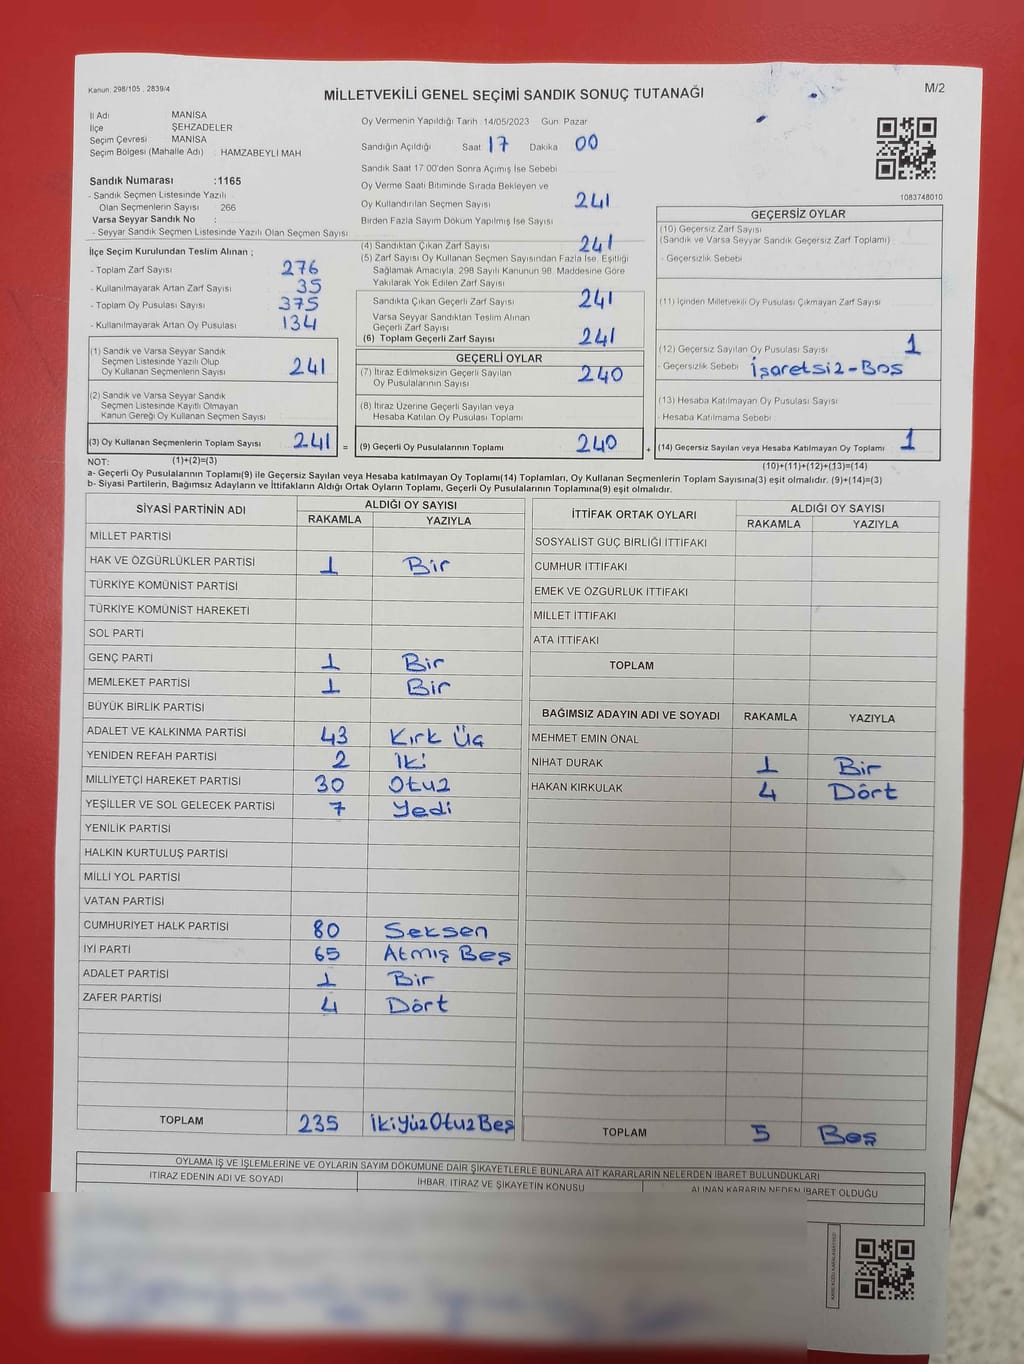 Kanun: 298/105 , 2839/4
MİLLETVEKİLİ GENEL SEÇİMİ SANDIK SONUÇ TUTANAĞI
M/2
İl Adı MANİSA
İlçe ŞEHZADELER
Seçim Çevresi MANİSA
Seçim Bölgesi (Mahalle Adı) : HAMZABEYLİ MAH
Sandık Numarası :1165
- Sandık Seçmen Listesinde Yazılı
Olan Seçmenlerin Sayısı 266
Varsa Seyyar Sandık No :
- Seyyar Sandık Seçmen Listesinde Yazılı Olan Seçmen Sayısı
Oy Vermenin Yapıldığı Tarih :14/05/2023 Gün: Pazar
Sandığın Açıldığı Saat 17 Dakika 00
Sandık Saat 17:00'den Sonra Açılmış İse Sebebi
Oy Verme Saati Bitiminde Sırada Bekleyen ve
Oy Kullandırılan Seçmen Sayısı 241
Birden Fazla Sayım Döküm Yapılmış İse Sayısı
1083748010
İlçe Seçim Kurulundan Teslim Alınan ;
- Toplam Zarf Sayısı 276
- Kullanılmayarak Artan Zarf Sayısı 35
- Toplam Oy Pusulası Sayısı 375
- Kullanılmayarak Artan Oy Pusulası 134
(4) Sandıktan Çıkan Zarf Sayısı 241
(5) Zarf Sayısı Oy Kullanan Seçmen Sayısından Fazla İse, Eşitliği
Sağlamak Amacıyla, 298 Sayılı Kanunun 98. Maddesine Göre
Yakılarak Yok Edilen Zarf Sayısı
Sandıkta Çıkan Geçerli Zarf Sayısı 241
Varsa Seyyar Sandıktan Teslim Alınan
Geçerli Zarf Sayısı
(6) Toplam Geçerli Zarf Sayısı 241
GEÇERSİZ OYLAR
(10) Geçersiz Zarf Sayısı
(Sandık ve Varsa Seyyar Sandık Geçersiz Zarf Toplamı)
- Geçersizlik Sebebi
(11) İçinden Milletvekili Oy Pusulası Çıkmayan Zarf Sayısı
(12) Geçersiz Sayılan Oy Pusulası Sayısı 1
- Geçersizlik Sebebi İşaretsiz-Boş
(13) Hesaba Katılmayan Oy Pusulası Sayısı
- Hesaba Katılmama Sebebi
(14) Geçersiz Sayılan veya Hesaba Katılmayan Oy Toplamı 1
(10)+(11)+(12)+(13)=(14)
(1) Sandık ve Varsa Seyyar Sandık
Seçmen Listesinde Yazılı Olup
Oy Kullanan Seçmenlerin Sayısı 241
(2) Sandık ve Varsa Seyyar Sandık
Seçmen Listesinde Kayıtlı Olmayan
Kanun Gereği Oy Kullanan Seçmen Sayısı
(3) Oy Kullanan Seçmenlerin Toplam Sayısı 241 =
(1)+(2)=(3)
GEÇERLİ OYLAR
(7) İtiraz Edilmeksizin Geçerli Sayılan
Oy Pusulalarının Sayısı 240
(8) İtiraz Üzerine Geçerli Sayılan veya
Hesaba Katılan Oy Pusulası Toplamı
(9) Geçerli Oy Pusulalarının Toplamı 240 +
NOT:
a- Geçerli Oy Pusulalarının Toplamı(9) ile Geçersiz Sayılan veya Hesaba katılmayan Oy Toplamı(14) Toplamları, Oy Kullanan Seçmenlerin Toplam Sayısına(3) eşit olmalıdır. (9)+(14)=(3)
b- Siyasi Partilerin, Bağımsız Adayların ve İttifakların Aldığı Ortak Oyların Toplamı, Geçerli Oy Pusulalarının Toplamına(9) eşit olmalıdır.
SİYASİ PARTİNİN ADI ALDIĞI OY SAYISI
RAKAMLA YAZIYLA
MİLLET PARTİSİ
HAK VE ÖZGÜRLÜKLER PARTİSİ 1 Bir
TÜRKİYE KOMÜNİST PARTİSİ
TÜRKİYE KOMÜNİST HAREKETİ
SOL PARTİ
GENÇ PARTİ 1 Bir
MEMLEKET PARTİSİ 1 Bir
BÜYÜK BİRLİK PARTİSİ
ADALET VE KALKINMA PARTİSİ 43 Kırk Üç
YENİDEN REFAH PARTİSİ 2 İki
MİLLİYETÇİ HAREKET PARTİSİ 30 Otuz
YEŞİLLER VE SOL GELECEK PARTİSİ 7 Yedi
YENİLİK PARTİSİ
HALKIN KURTULUŞ PARTİSİ
MİLLİ YOL PARTİSİ
VATAN PARTİSİ
CUMHURİYET HALK PARTİSİ 80 Seksen
İYİ PARTİ 65 Atmış Beş
ADALET PARTİSİ 1 Bir
ZAFER PARTİSİ 4 Dört
TOPLAM 235 İkiyüzOtuzBeş
İTTİFAK ORTAK OYLARI ALDIĞI OY SAYISI
RAKAMLA YAZIYLA
SOSYALİST GÜÇ BİRLİĞİ İTTİFAKI
CUMHUR İTTİFAKI
EMEK VE ÖZGÜRLÜK İTTİFAKI
MİLLET İTTİFAKI
ATA İTTİFAKI
TOPLAM
BAĞIMSIZ ADAYIN ADI VE SOYADI RAKAMLA YAZIYLA
MEHMET EMİN ÖNAL
NİHAT DURAK 1 Bir
HAKAN KIRKULAK 4 Dört
TOPLAM 5 Beş
OYLAMA İŞ VE İŞLEMLERİNE VE OYLARIN SAYIM DÖKÜMÜNE DAİR ŞİKAYETLERLE BUNLARA AİT KARARLARIN NELERDEN İBARET BULUNDUKLARI
İTİRAZ EDENİN ADI VE SOYADI İHBAR, İTİRAZ VE ŞİKAYETİN KONUSU ALINAN KARARIN NEDEN İBARET OLDUĞU